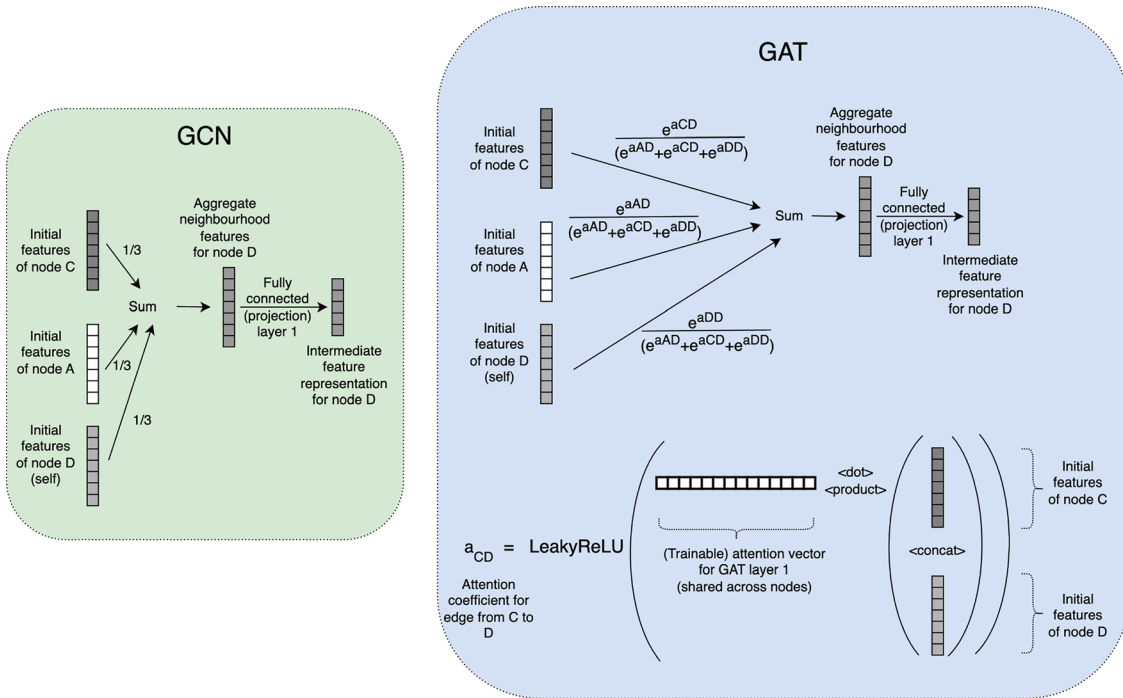 GCN
Initial
features
of node C
1/3
Aggregate
neighbourhood
features
for node D
Initial
features
of node A
1/3
Sum
Fully
connected
(projection)
layer 1
Intermediate
feature
representation
for node D
Initial
features
of node D
(self)
1/3
GAT
Initial
features
of node C
e^aCD
(e^aAD+e^aCD+e^aDD)
Aggregate
neighbourhood
features
for node D
Initial
features
of node A
e^aAD
(e^aAD+e^aCD+e^aDD)
Sum
Fully
connected
(projection)
layer 1
Intermediate
feature
representation
for node D
Initial
features
of node D
(self)
e^aDD
(e^aAD+e^aCD+e^aDD)
a_CD = LeakyReLU
Attention
coefficient for
edge from C to
D
(Trainable) attention vector
for GAT layer 1
(shared across nodes)
<dot>
<product>
<concat>
Initial
features
of node C
Initial
features
of node D